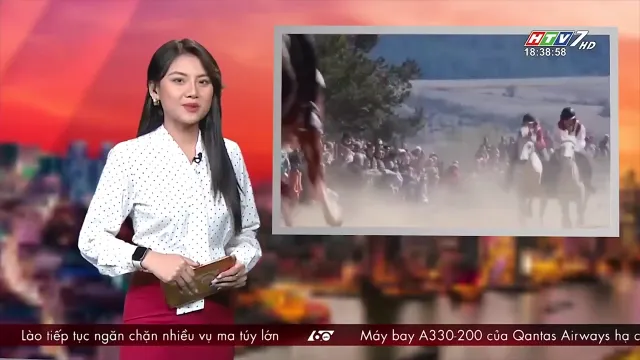 HTV7 HD
18:38:58
Lào tiếp tục ngăn chặn nhiều vụ ma túy lớn
Máy bay A330-200 của Qantas Airways hạ c